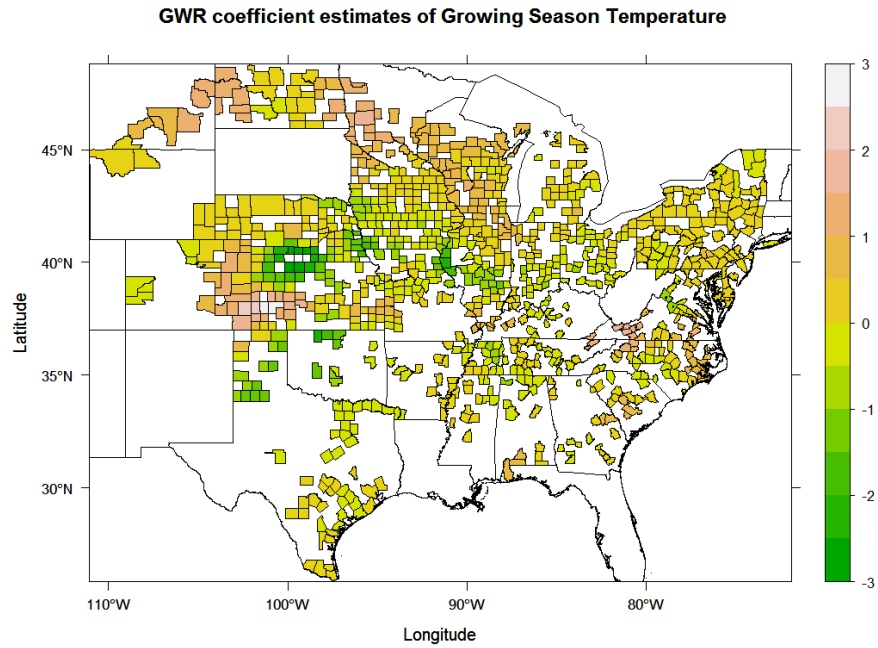 GWR coefficient estimates of Growing Season Temperature
3
2
1
0
-1
-2
-3
45°N
40°N
35°N
30°N
Latitude
110°W
100°W
90°W
80°W
Longitude